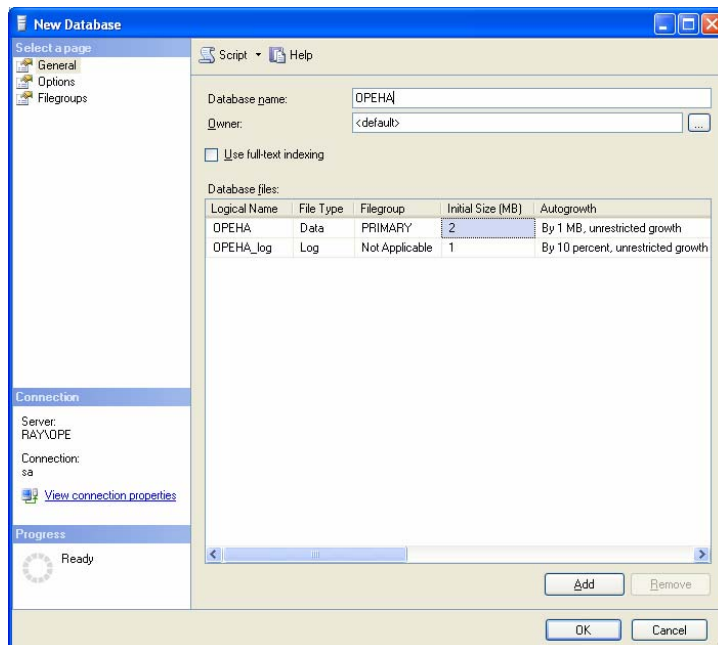 New Database
Select a page
General
Options
Filegroups
Script
Help
Database name:
OPEHA
Owner:
<default>
...
Use full-text indexing
Database files:
Logical Name File Type Filegroup Initial Size (MB) Autogrowth
OPEHA Data PRIMARY 2 By 1 MB, unrestricted growth
OPEHA_log Log Not Applicable 1 By 10 percent, unrestricted growth
Connection
Server:
RAY\OPE
Connection:
sa
View connection properties
Progress
Ready
Add
Remove
OK
Cancel